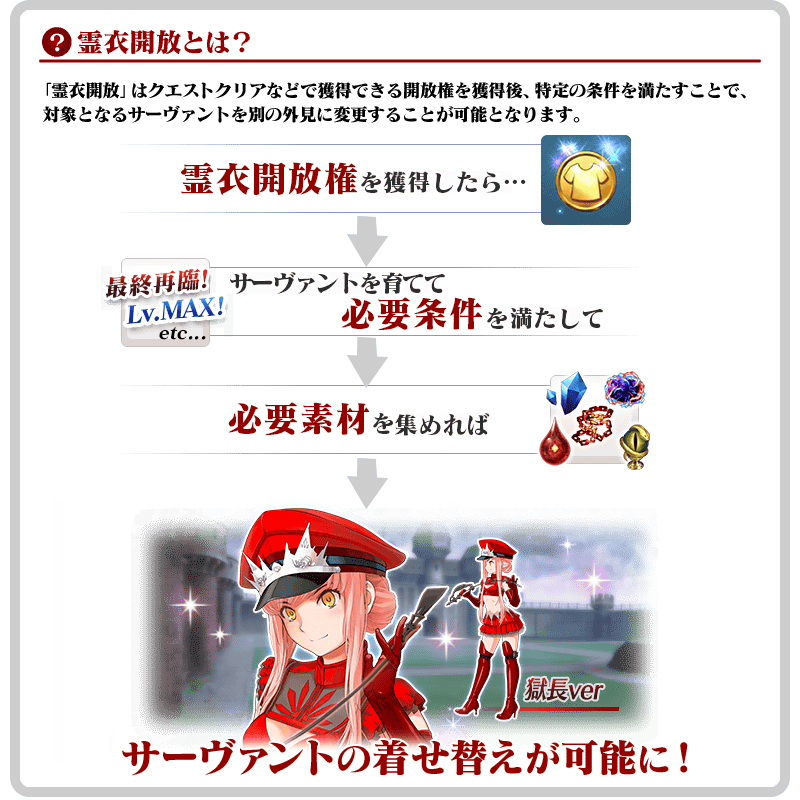 ? 霊衣開放とは?
「霊衣開放」はクエストクリアなどで獲得できる開放権を獲得後、特定の条件を満たすことで、
対象となるサーヴァントを別の外見に変更することが可能となります。
霊衣開放権を獲得したら…
最終再臨!
Lv.MAX!
etc...
サーヴァントを育てて
必要条件を満たして
必要素材を集めれば
獄長ver
サーヴァントの着せ替えが可能に!